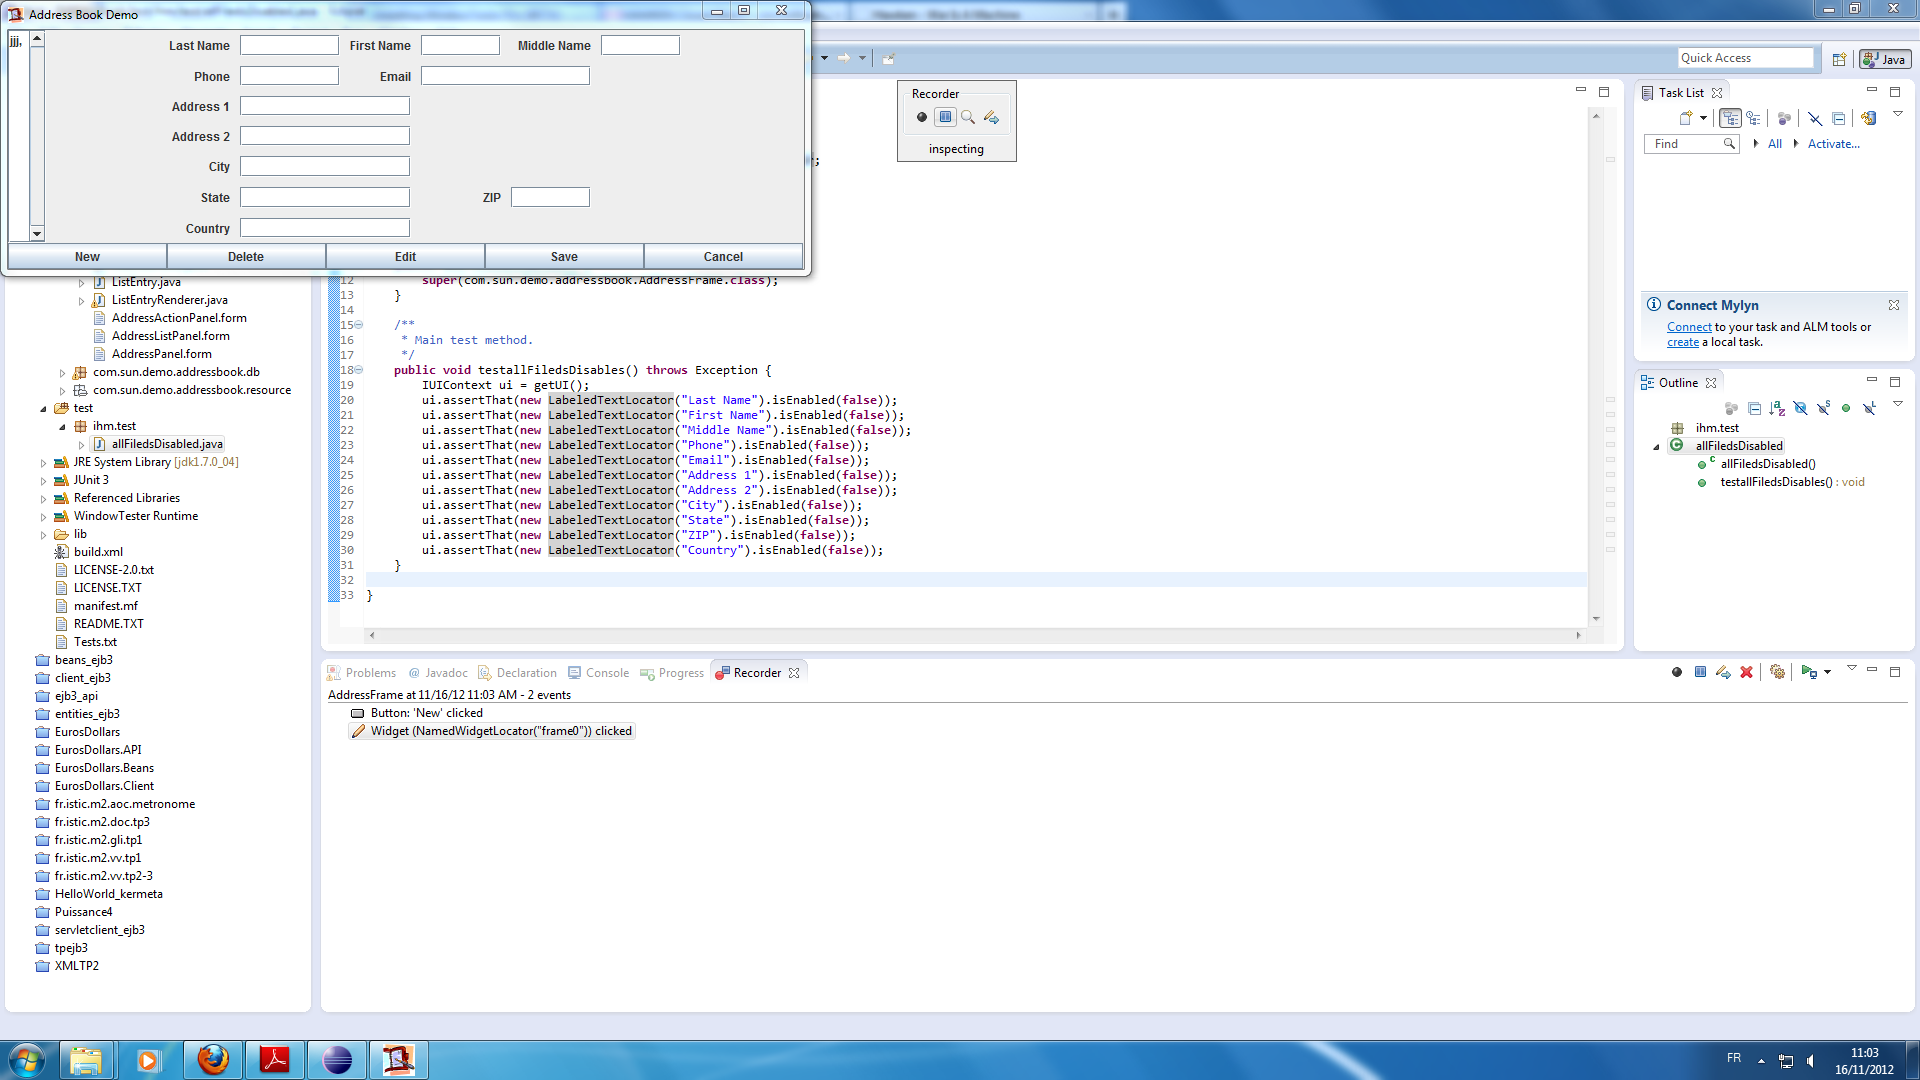 Address Book Demo
jjj,
Last Name
First Name
Middle Name
Phone
Email
Address 1
Address 2
City
State
ZIP
Country
New
Delete
Edit
Save
Cancel
Quick Access
Java
Recorder
inspecting
;
12 super(com.sun.demo.addressbook.AddressFrame.class);
13 }
14
15 /**
16 * Main test method.
17 */
18 public void testallFiledsDisables() throws Exception {
19 IUIContext ui = getUI();
20 ui.assertThat(new LabeledTextLocator("Last Name").isEnabled(false));
21 ui.assertThat(new LabeledTextLocator("First Name").isEnabled(false));
22 ui.assertThat(new LabeledTextLocator("Middle Name").isEnabled(false));
23 ui.assertThat(new LabeledTextLocator("Phone").isEnabled(false));
24 ui.assertThat(new LabeledTextLocator("Email").isEnabled(false));
25 ui.assertThat(new LabeledTextLocator("Address 1").isEnabled(false));
26 ui.assertThat(new LabeledTextLocator("Address 2").isEnabled(false));
27 ui.assertThat(new LabeledTextLocator("City").isEnabled(false));
28 ui.assertThat(new LabeledTextLocator("State").isEnabled(false));
29 ui.assertThat(new LabeledTextLocator("ZIP").isEnabled(false));
30 ui.assertThat(new LabeledTextLocator("Country").isEnabled(false));
31 }
32
33 }
ListEntry.java
ListEntryRenderer.java
AddressActionPanel.form
AddressListPanel.form
AddressPanel.form
com.sun.demo.addressbook.db
com.sun.demo.addressbook.resource
test
ihm.test
allFiledsDisabled.java
JRE System Library [jdk1.7.0_04]
JUnit 3
Referenced Libraries
WindowTester Runtime
lib
build.xml
LICENSE-2.0.txt
LICENSE.TXT
manifest.mf
README.TXT
Tests.txt
beans_ejb3
client_ejb3
ejb3_api
entities_ejb3
EurosDollars
EurosDollars.API
EurosDollars.Beans
EurosDollars.Client
fr.istic.m2.aoc.metronome
fr.istic.m2.doc.tp3
fr.istic.m2.gli.tp1
fr.istic.m2.vv.tp1
fr.istic.m2.vv.tp2-3
HelloWorld_kermeta
Puissance4
servletclient_ejb3
tpejb3
XMLTP2
Task List
Find
All
Activate...
Connect Mylyn
Connect to your task and ALM tools or
create a local task.
Outline
ihm.test
allFiledsDisabled
allFiledsDisabled()
testallFiledsDisables() : void
Problems
@ Javadoc
Declaration
Console
Progress
Recorder
AddressFrame at 11/16/12 11:03 AM - 2 events
Button: 'New' clicked
Widget (NamedWidgetLocator("frame0")) clicked
FR
11:03
16/11/2012